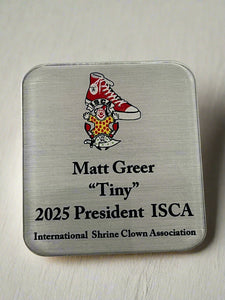 Matt Greer
“Tiny”
2025 President ISCA
International Shrine Clown Association